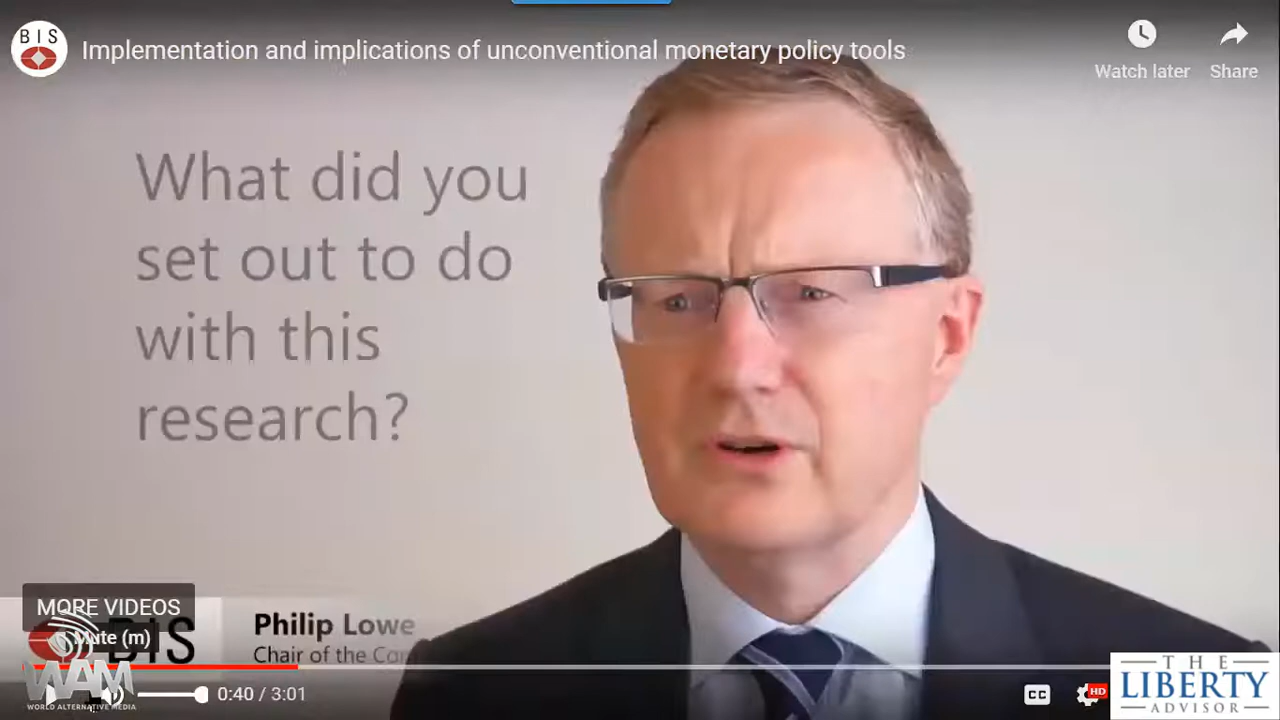 BIS
Implementation and implications of unconventional monetary policy tools
Watch later
Share
What did you
set out to do
with this
research?
MORE VIDEOS
Mute (m)
BIS
Philip Lowe
Chair of the
WAM
WORLD ALTERNATIVE MEDIA
0:40 / 3:01
CC
HD
THE
LIBERTY
ADVISOR